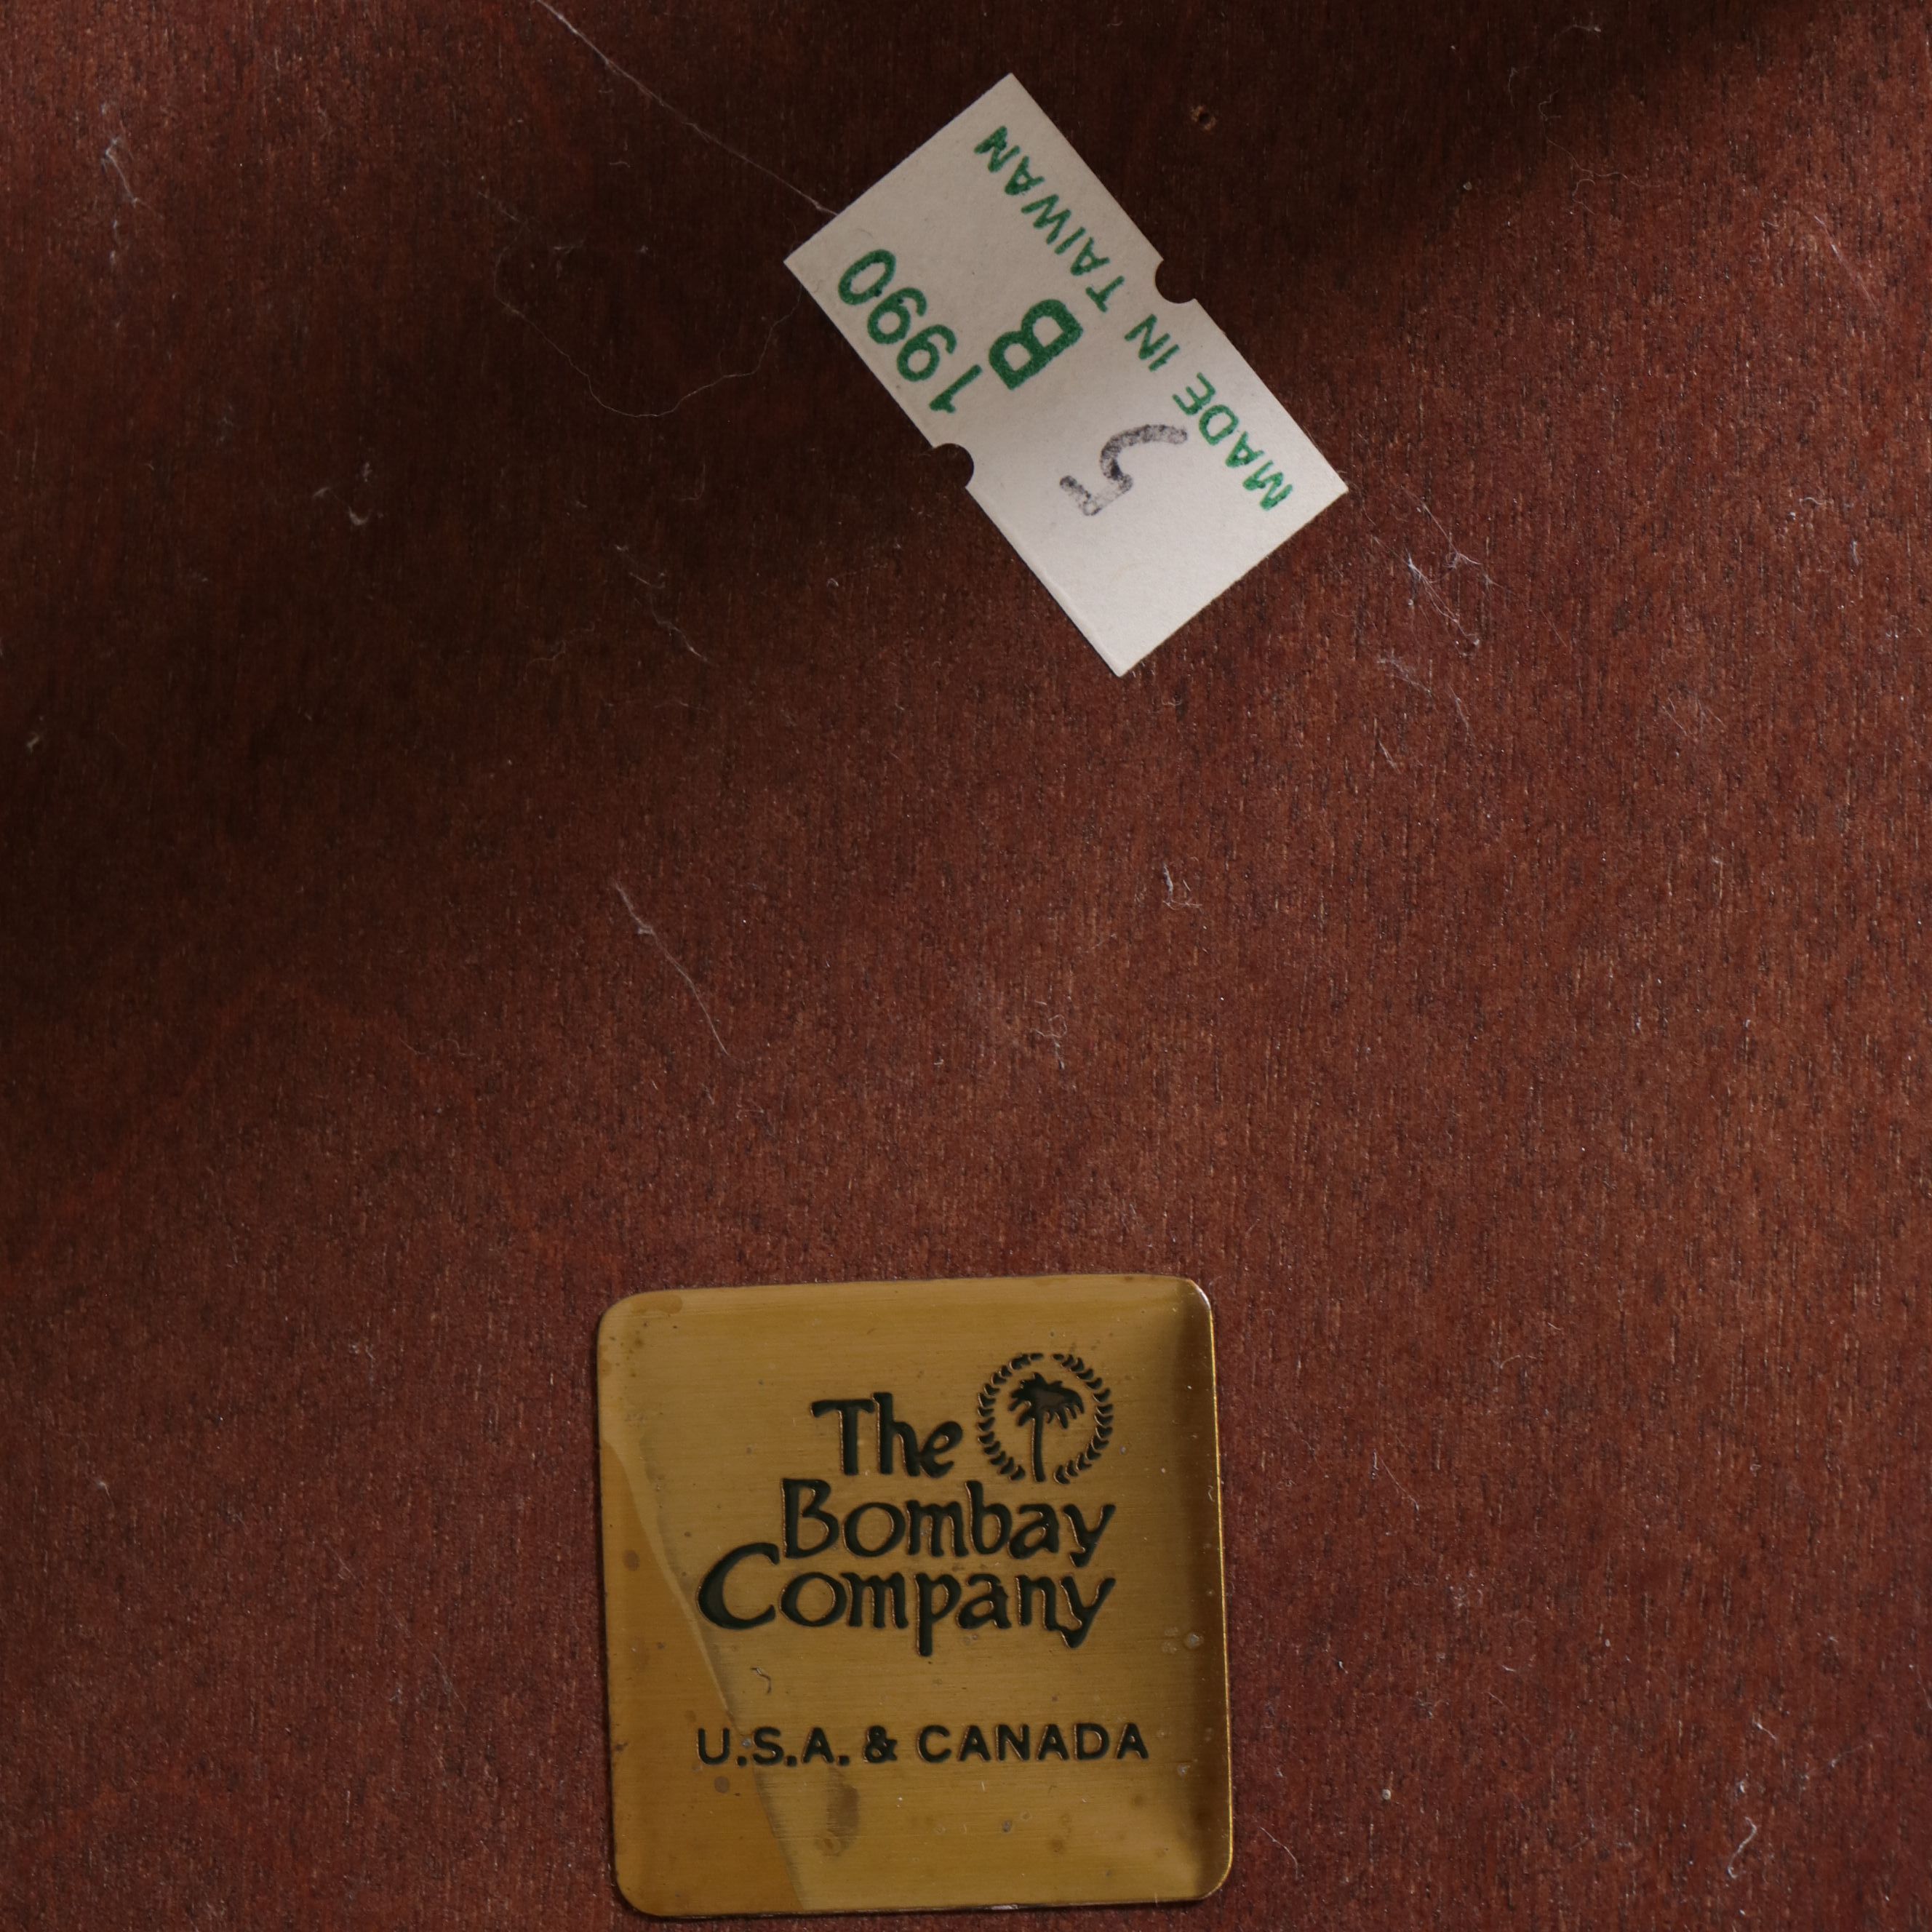 1990
5 B
MADE IN TAIWAN
The
Bombay
Company
U.S.A. & CANADA